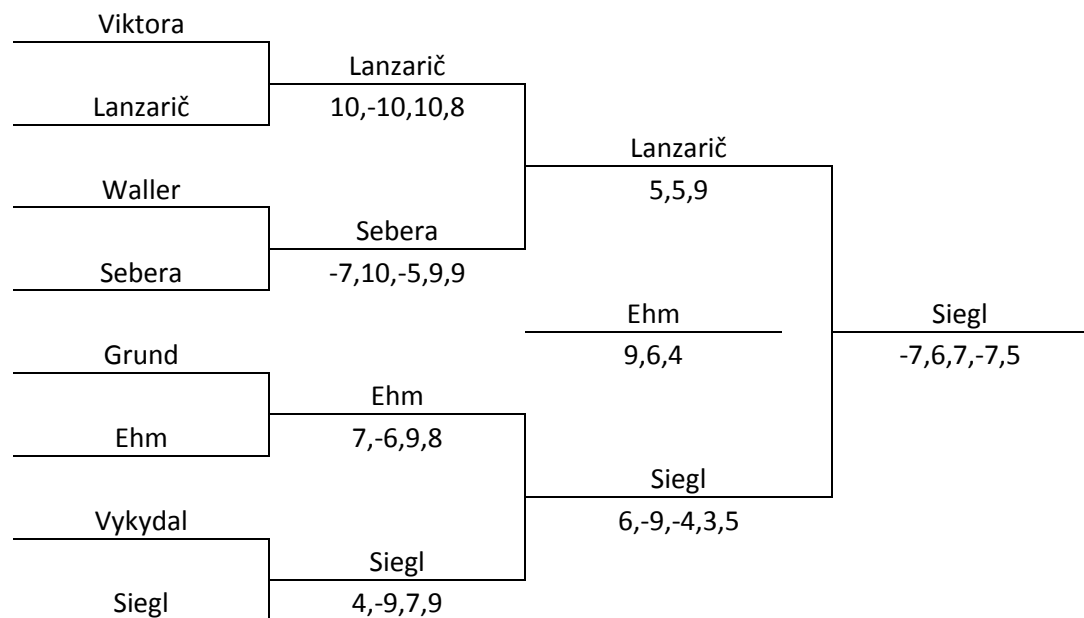 Viktora
Lanzarič
Lanzarič
10,-10,10,8
Lanzarič
Waller
5,5,9
Sebera
Sebera
-7,10,-5,9,9
Ehm
Siegl
Grund
9,6,4
-7,6,7,-7,5
Ehm
Ehm
7,-6,9,8
Siegl
Vykydal
6,-9,-4,3,5
Siegl
Siegl
4,-9,7,9